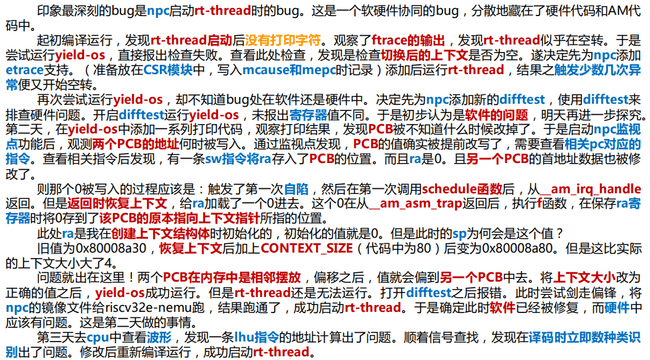 印象最深刻的bug是npc启动rt-thread时的bug。这是一个软硬件协同的bug，分散地藏在了硬件代码和AM代
码中。
起初编译运行，发现rt-thread启动后没有打印字符。观察了ftrace的输出，发现rt-thread似乎在空转。于是
尝试运行yield-os，直接报出检查失败。查看此处检查，发现是检查切换后的上下文是否为空。遂决定先为npc添加
etrace支持。（准备放在CSR模块中，写入mcause和mepc时记录）添加后运行rt-thread，结果之触发少数几次异
常便又开始空转。
再次尝试运行yield-os，却不知道bug处在软件还是硬件中。决定先为npc添加新的difftest，使用difftest来
排查硬件问题。开启difftest运行yield-os，未报出寄存器值不同。于是初步认为是软件的问题，明天再进一步探究。
第二天，在yield-os中添加一系列打印代码，观察打印结果，发现PCB被不知道什么时候改掉了。于是启动npc监视
点功能后，观测两个PCB的地址何时被写入。通过监视点发现，PCB的值确实被提前改写了，需要查看相关pc对应的
指令。查看相关指令后发现，有一条sw指令将ra存入了PCB的位置。而且ra是0。且另一个PCB的首地址数据也被修
改了。
则那个0被写入的过程应该是：触发了第一次自陷，然后在第一次调用schedule函数后，从__am_irq_handle
返回。但是返回时恢复上下文，给ra加载了一个0进去。这个0在从__am_asm_trap返回后，执行f函数，在保存ra寄
存器时将0存到了该PCB的原本指向上下文指针所指的位置。
此处ra是我在创建上下文结构体时初始化的，初始化的值就是0。但是此时的sp为何会是这个值？
旧值为0x80008a30，恢复上下文后加上CONTEXT_SIZE（代码中为80）后变为0x80008a80。但是这比实际
的上下文大小大了4。
问题就出在这里！两个PCB在内存中是相邻摆放，偏移之后，值就会偏到另一个PCB中去。将上下文大小改为
正确的值之后，yield-os成功运行。但是rt-thread还是无法运行。打开difftest之后报错。此时尝试剑走偏锋，将
npc的镜像文件给riscv32e-nemu跑，结果跑通了，成功启动rt-thread。于是确定此时软件已经被修复，而硬件中
应该有问题。这是第二天做的事情。
第三天去cpu中查看波形，发现一条lhu指令的地址计算出了问题。顺着信号查找，发现在译码时立即数种类识
别出了问题。修改后重新编译运行，成功启动rt-thread。